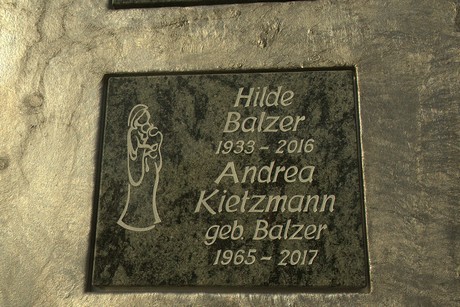 Hilde
Balzer
1933 – 2016
Andrea
Kietzmann
geb. Balzer
1965 – 2017